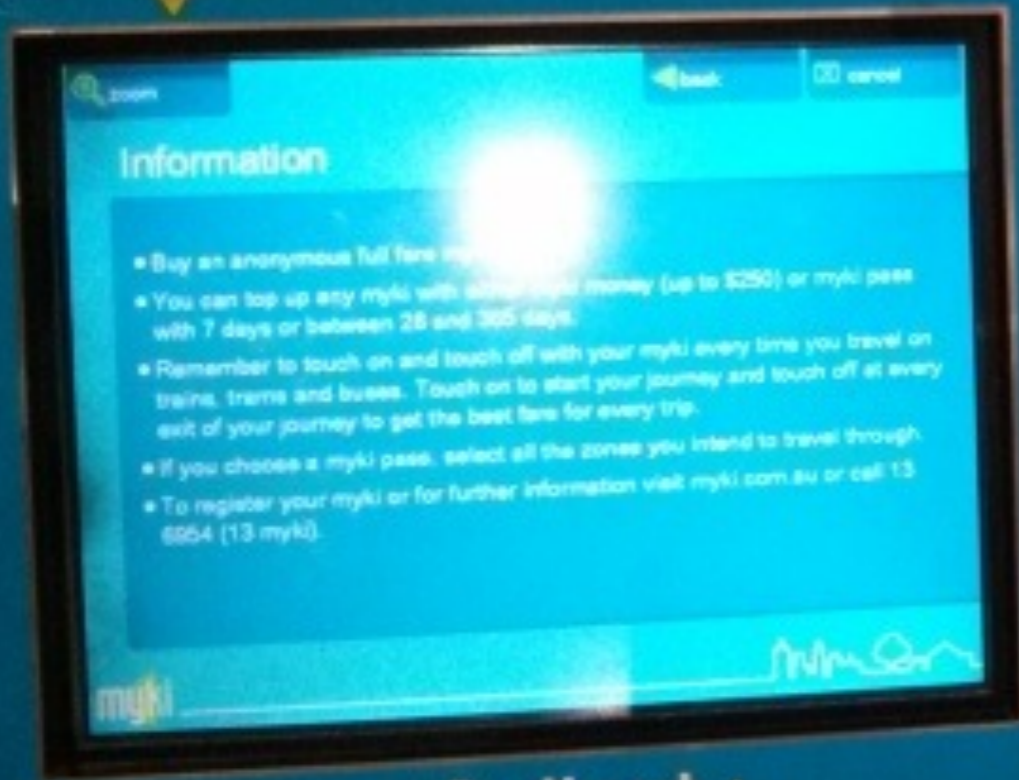 zoom
back
cancel
Information
Buy an anonymous full fare
You can top up any myki with money (up to $250) or myki pass
with 7 days or between 28 and 365 days.
Remember to touch on and touch off with your myki every time you travel on
trains, trams and buses. Touch on to start your journey and touch off at every
exit of your journey to get the best fare for every trip.
If you choose a myki pass, select all the zones you intend to travel through.
To register your myki or for further information visit myki.com.au or call 13
6954 (13 myki).
myki